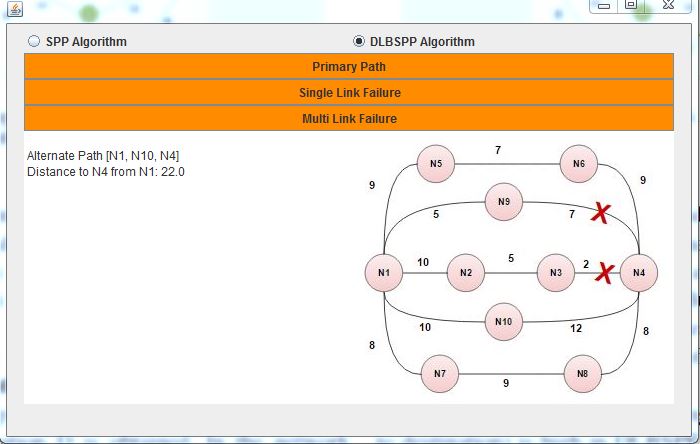 SPP Algorithm
DLBSPP Algorithm
Primary Path
Single Link Failure
Multi Link Failure
Alternate Path [N1, N10, N4]
Distance to N4 from N1: 22.0
7
N5
N6
9
9
N9
5
7
X
N1
10
N2
5
N3
2
X
N4
N10
10
12
8
8
N7
N8
9